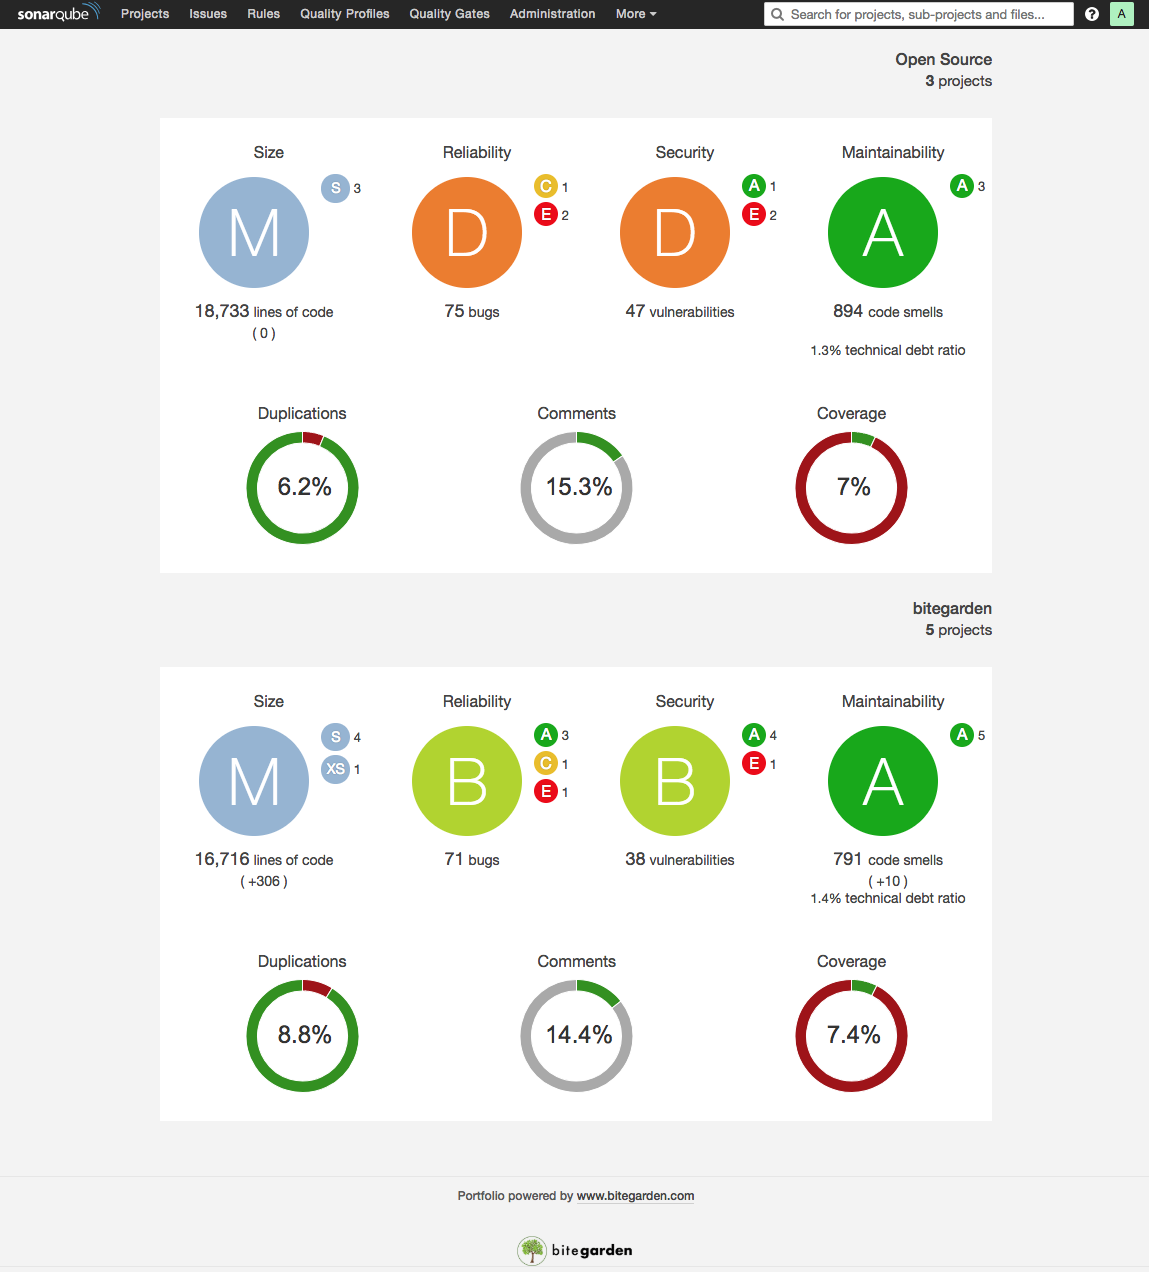 sonarqube Projects Issues Rules Quality Profiles Quality Gates Administration More Search for projects, sub-projects and files... ? A
Open Source
3 projects
Size Reliability Security Maintainability
M S 3 D C 1 D A 1 A A 3
E 2 E 2
18,733 lines of code 75 bugs 47 vulnerabilities 894 code smells
( 0 )
1.3% technical debt ratio
Duplications Comments Coverage
6.2% 15.3% 7%
bitegarden
5 projects
Size Reliability Security Maintainability
M S 4 B A 3 B A 4 A A 5
XS 1 C 1 E 1
E 1
16,716 lines of code 71 bugs 38 vulnerabilities 791 code smells
( +306 ) ( +10 )
1.4% technical debt ratio
Duplications Comments Coverage
8.8% 14.4% 7.4%
Portfolio powered by www.bitegarden.com
bitegarden